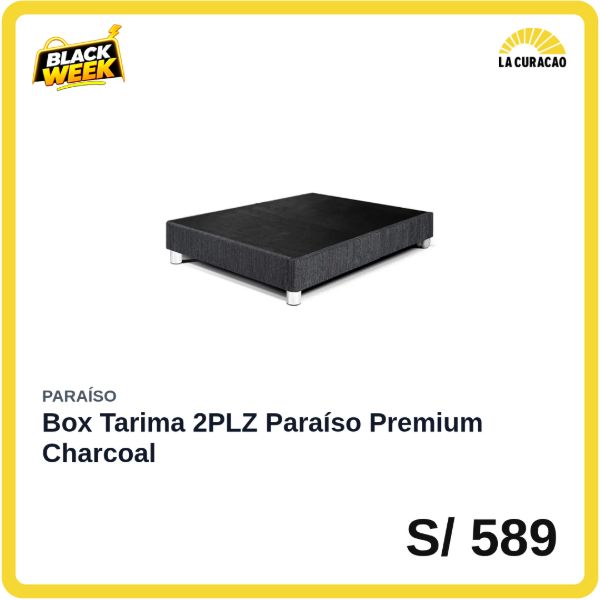 BLACK
WEEK
LA CURACAO
PARAÍSO
Box Tarima 2PLZ Paraíso Premium
Charcoal
S/ 589